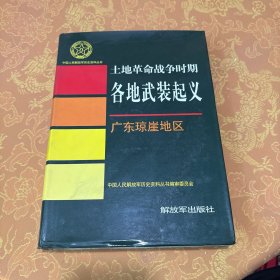 中国人民解放军历史资料丛书
土地革命战争时期
各地武装起义
广东琼崖地区
中国人民解放军历史资料丛书编审委员会
解放军出版社